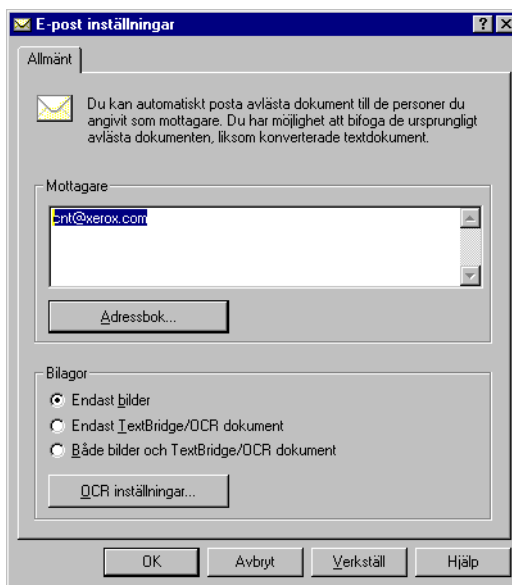 E-post inställningar
Allmänt
Du kan automatiskt posta avlästa dokument till de personer du
angivit som mottagare. Du har möjlighet att bifoga de ursprungligt
avlästa dokumenten, liksom konverterade textdokument.
Mottagare
cnt@xerox.com
Adressbok...
Bilagor
Endast bilder
Endast TextBridge/OCR dokument
Både bilder och TextBridge/OCR dokument
OCR inställningar...
OK Avbryt Verkställ Hjälp